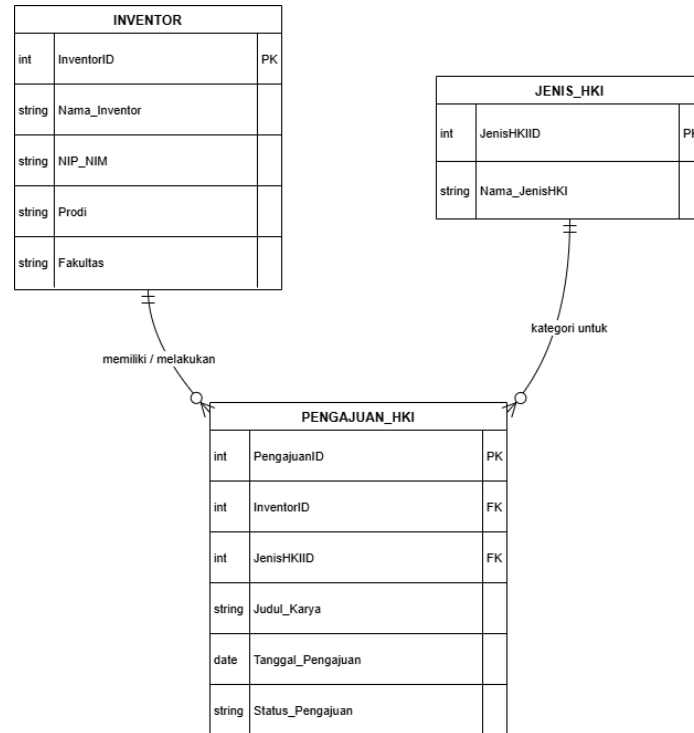 INVENTOR
int InventorID PK
string Nama_Inventor
string NIP_NIM
string Prodi
string Fakultas
JENIS_HKI
int JenisHKIID PK
string Nama_JenisHKI
memiliki / melakukan
kategori untuk
PENGAJUAN_HKI
int PengajuanID PK
int InventorID FK
int JenisHKIID FK
string Judul_Karya
date Tanggal_Pengajuan
string Status_Pengajuan